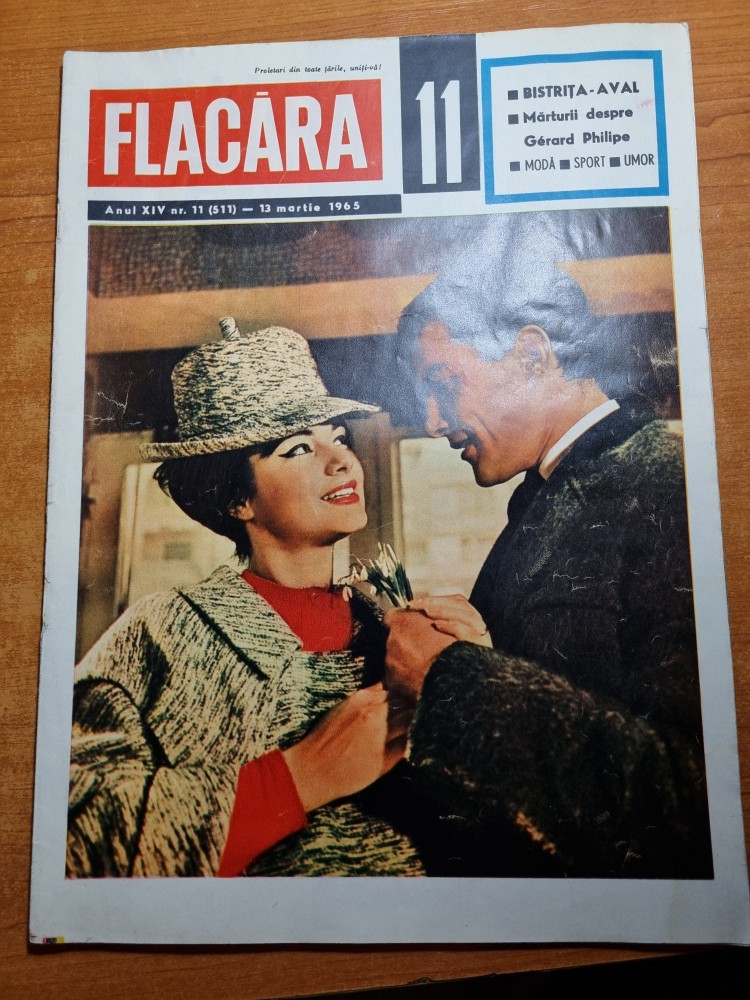 Proletari din toate țările, uniți-vă!
FLACĂRA
11
Anul XIV nr. 11 (511) — 13 martie 1965
■ BISTRIȚA-AVAL
■ Mărturii despre
Gérard Philipe
■ MODĂ ■ SPORT ■ UMOR